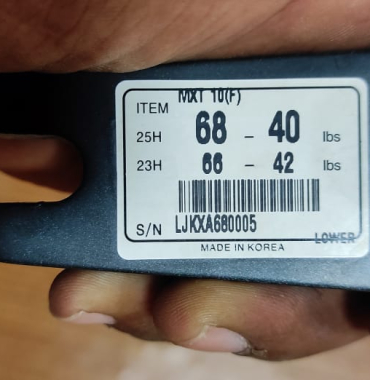 ITEM MXT 10(F)
25H 68 - 40 lbs
23H 66 - 42 lbs
S/N LJKXA680005
LOWER
MADE IN KOREA